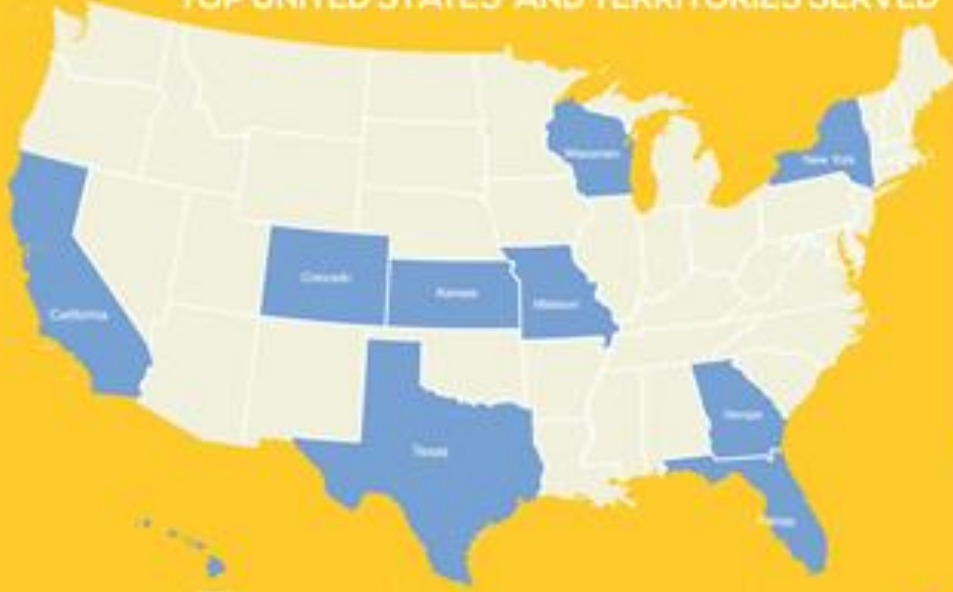 TOP UNITED STATES AND TERRITORIES SERVED
Wisconsin
New York
Colorado
Kansas
Missouri
California
Georgia
Texas
Florida